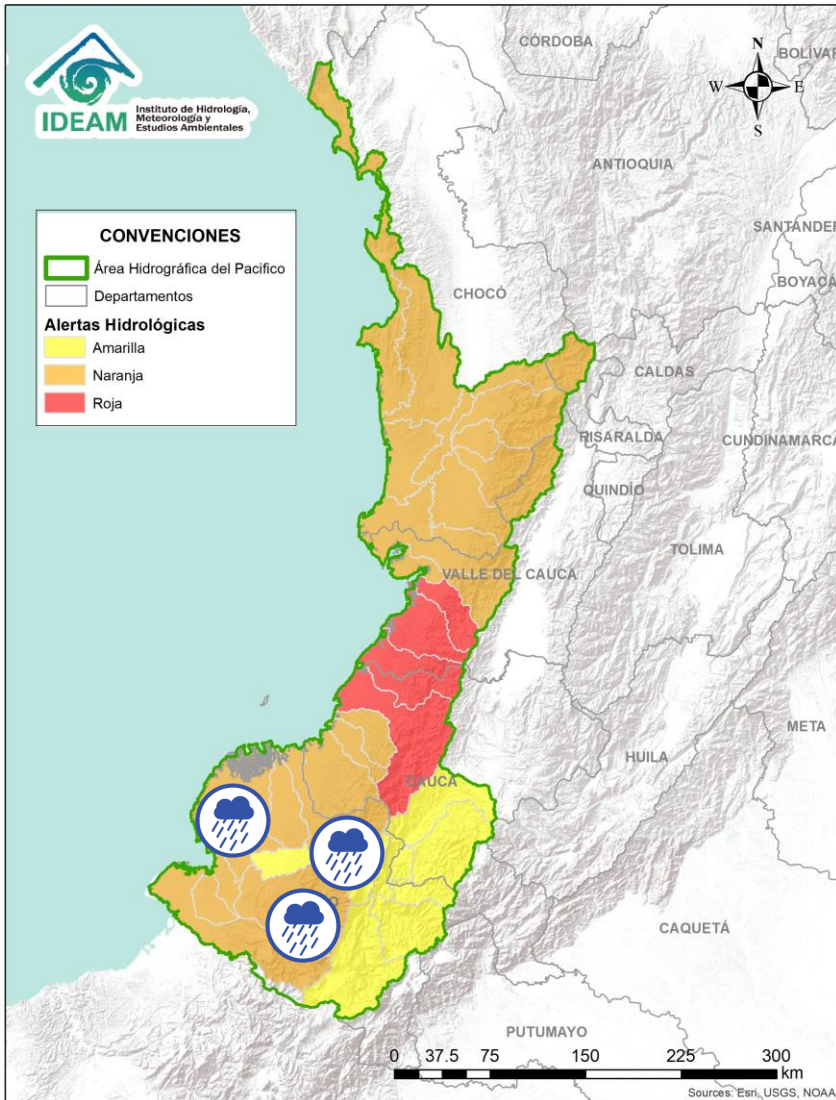 IDEAM
Instituto de Hidrología,
Meteorología y
Estudios Ambientales
CÓRDOBA
BOLÍVAR
N
W
E
S
ANTIOQUIA
SANTANDER
CONVENCIONES
Área Hidrográfica del Pacifico
Departamentos
Alertas Hidrológicas
Amarilla
Naranja
Roja
BOYACÁ
CHOCÓ
CALDAS
RISARALDA
CUNDINAMARCA
QUINDÍO
TOLIMA
VALLE DEL CAUCA
META
HUILA
CAUCA
CAQUETÁ
PUTUMAYO
0 37.5 75 150 225 300
km
Sources: Esri, USGS, NOAA